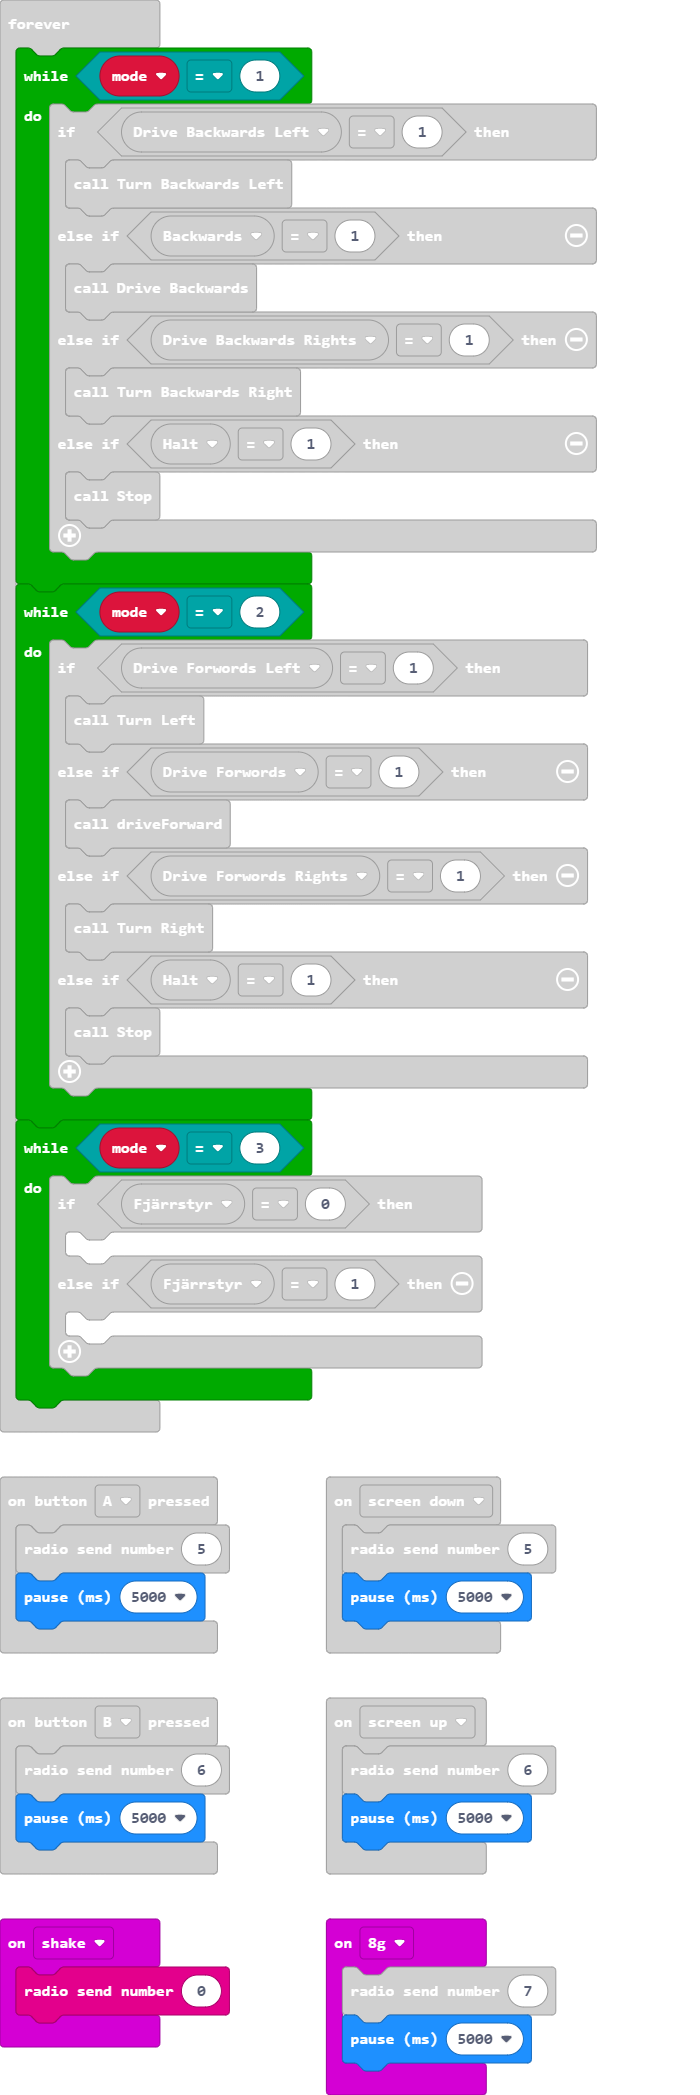 forever
while mode = 1
do
if Drive Backwards Left = 1 then
call Turn Backwards Left
else if Backwards = 1 then
call Drive Backwards
else if Drive Backwards Rights = 1 then
call Turn Backwards Right
else if Halt = 1 then
call Stop
while mode = 2
do
if Drive Forwords Left = 1 then
call Turn Left
else if Drive Forwords = 1 then
call driveForward
else if Drive Forwords Rights = 1 then
call Turn Right
else if Halt = 1 then
call Stop
while mode = 3
do
if Fjärrstyr = 0 then
else if Fjärrstyr = 1 then
on button A pressed
radio send number 5
pause (ms) 5000
on screen down
radio send number 5
pause (ms) 5000
on button B pressed
radio send number 6
pause (ms) 5000
on screen up
radio send number 6
pause (ms) 5000
on shake
radio send number 0
on 8g
radio send number 7
pause (ms) 5000